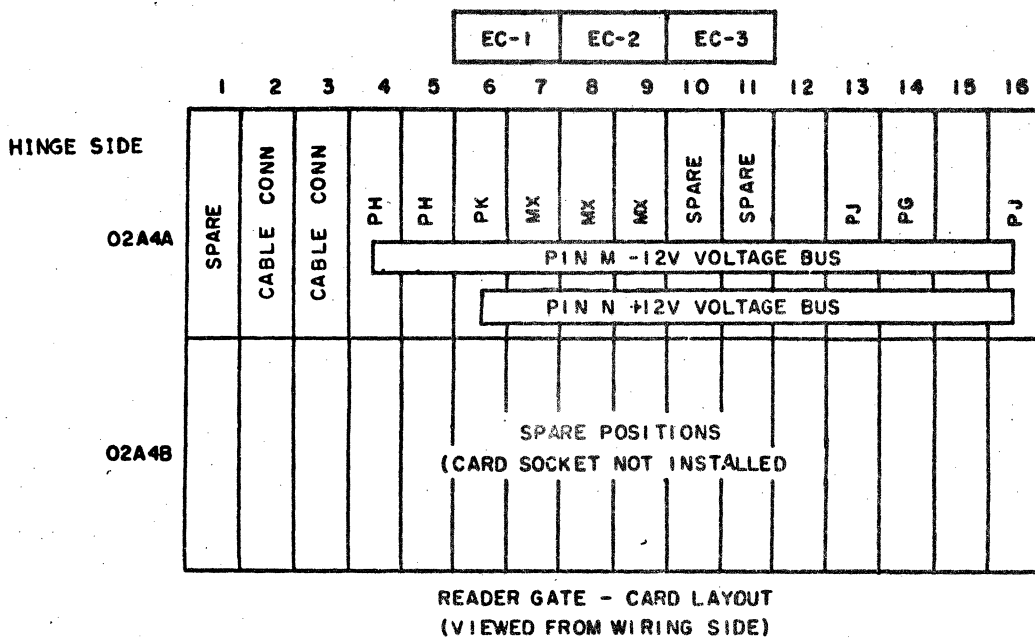 EC-1 EC-2 EC-3
1 2 3 4 5 6 7 8 9 10 11 12 13 14 15 16
HINGE SIDE
02A4A
SPARE
CABLE CONN
CABLE CONN
PH
PH
PK
MX
MX
MX
SPARE
SPARE
PJ
PG
PJ
PIN M -12V VOLTAGE BUS
PIN N +12V VOLTAGE BUS
02A4B
SPARE POSITIONS
(CARD SOCKET NOT INSTALLED
READER GATE - CARD LAYOUT
(VIEWED FROM WIRING SIDE)